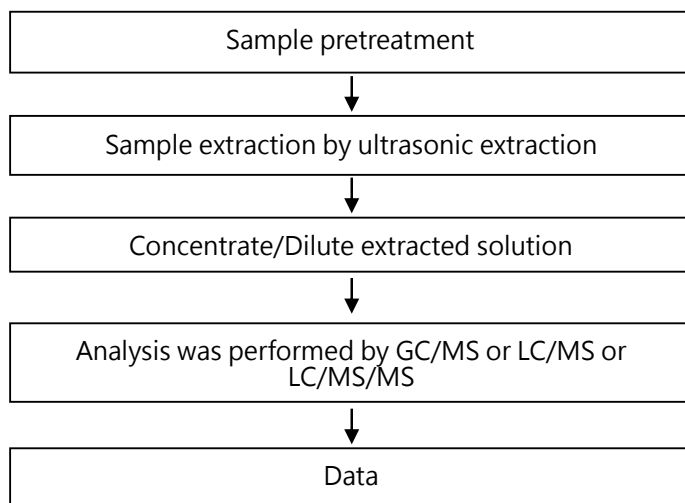 Sample pretreatment
Sample extraction by ultrasonic extraction
Concentrate/Dilute extracted solution
Analysis was performed by GC/MS or LC/MS or
LC/MS/MS
Data